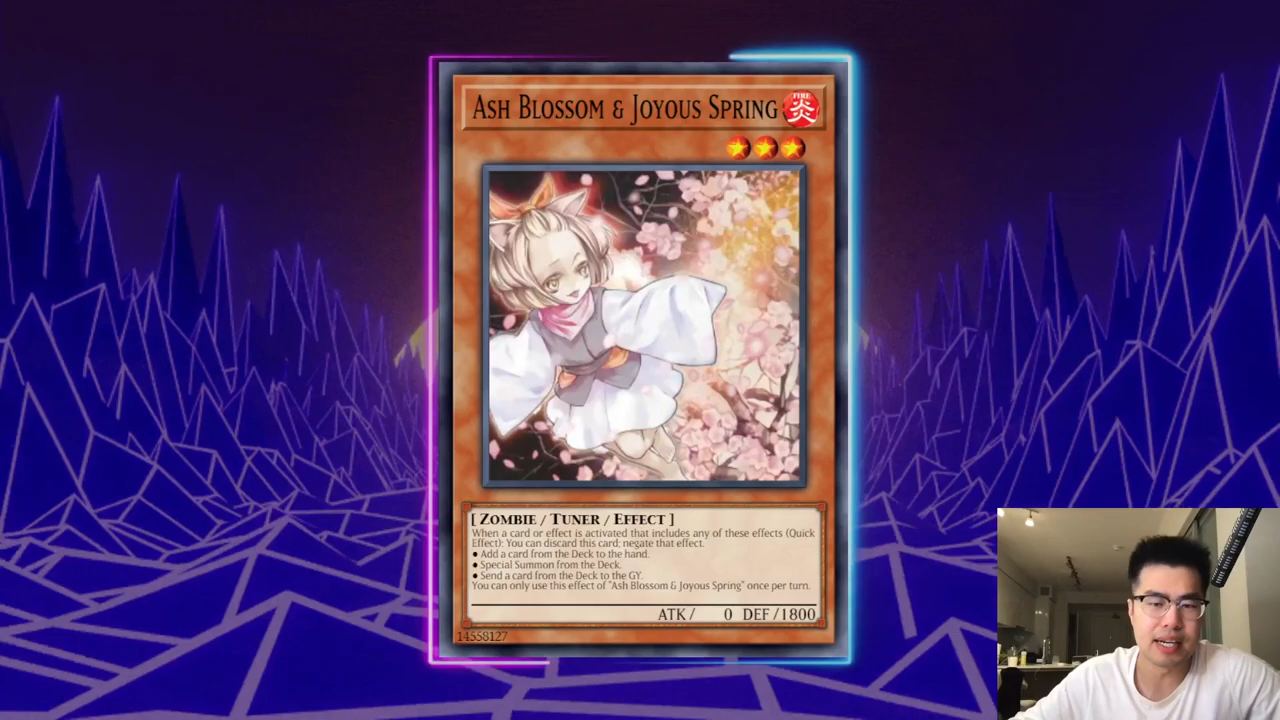 ASH BLOSSOM & JOYOUS SPRING
FIRE
炎
[ ZOMBIE / TUNER / EFFECT ]
When a card or effect is activated that includes any of these effects (Quick
Effect): You can discard this card; negate that effect.
● Add a card from the Deck to the hand.
● Special Summon from the Deck.
● Send a card from the Deck to the GY.
You can only use this effect of "Ash Blossom & Joyous Spring" once per turn.
ATK / 0 DEF /1800
14558127